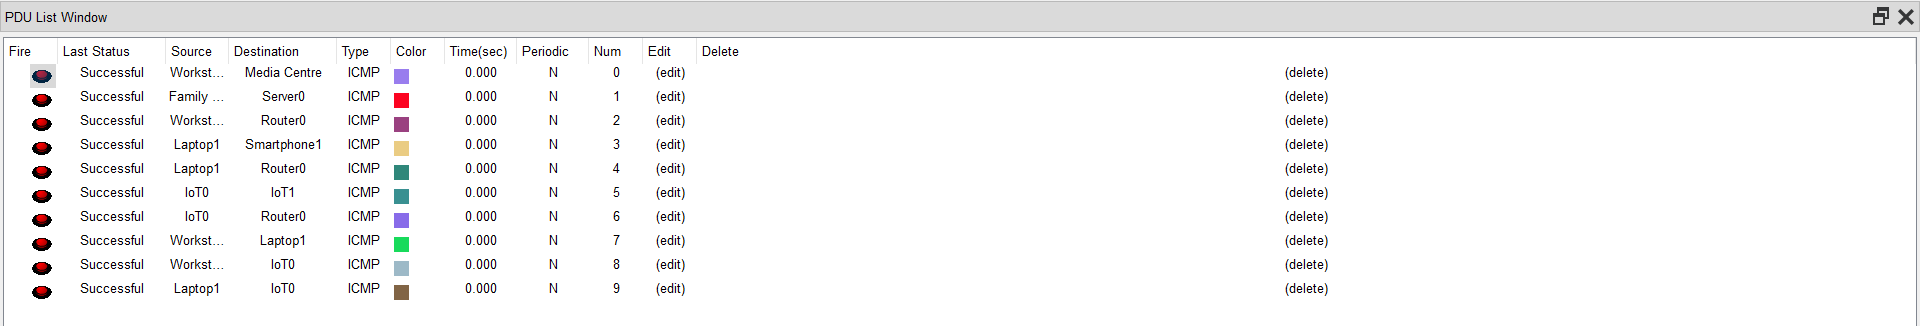 PDU List Window
Fire Last Status Source Destination Type Color Time(sec) Periodic Num Edit Delete
Successful Workst... Media Centre ICMP 0.000 N 0 (edit) (delete)
Successful Family ... Server0 ICMP 0.000 N 1 (edit) (delete)
Successful Workst... Router0 ICMP 0.000 N 2 (edit) (delete)
Successful Laptop1 Smartphone1 ICMP 0.000 N 3 (edit) (delete)
Successful Laptop1 Router0 ICMP 0.000 N 4 (edit) (delete)
Successful IoT0 IoT1 ICMP 0.000 N 5 (edit) (delete)
Successful IoT0 Router0 ICMP 0.000 N 6 (edit) (delete)
Successful Workst... Laptop1 ICMP 0.000 N 7 (edit) (delete)
Successful Workst... IoT0 ICMP 0.000 N 8 (edit) (delete)
Successful Laptop1 IoT0 ICMP 0.000 N 9 (edit) (delete)